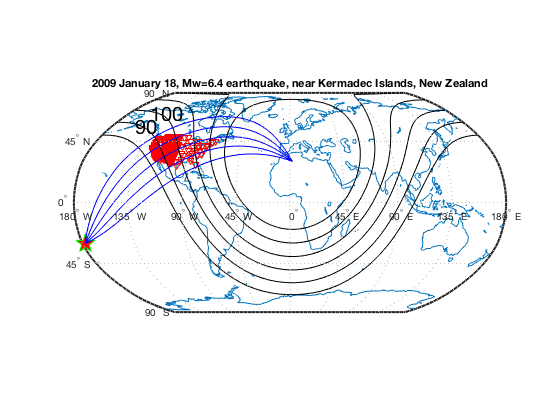 2009 January 18, Mw=6.4 earthquake, near Kermadec Islands, New Zealand
90° N
100
90
45° N
0°
180° W 135° W 90° W 45° W 0° 45° E 90° E 135° E 180° E
45° S
90° S